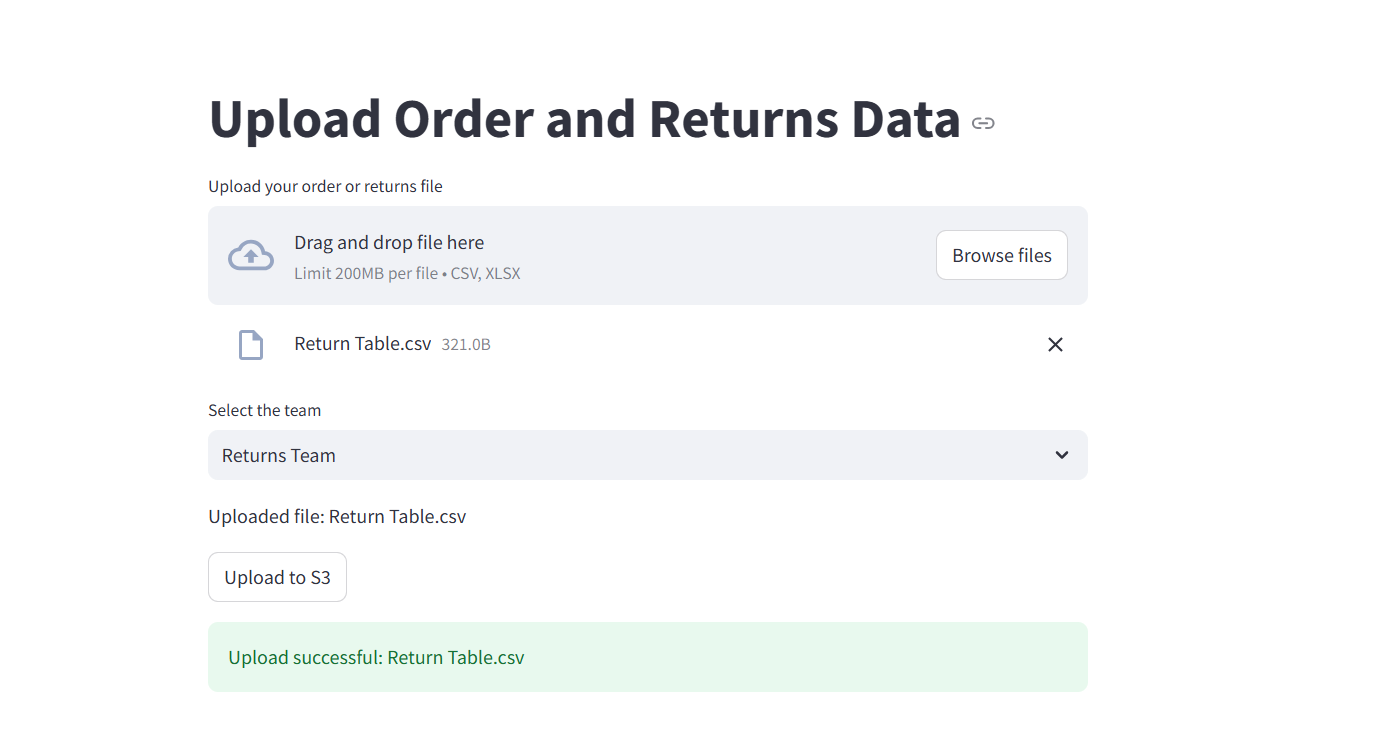 Upload Order and Returns Data
Upload your order or returns file
Drag and drop file here
Limit 200MB per file • CSV, XLSX
Browse files
Return Table.csv 321.0B
Select the team
Returns Team
Uploaded file: Return Table.csv
Upload to S3
Upload successful: Return Table.csv